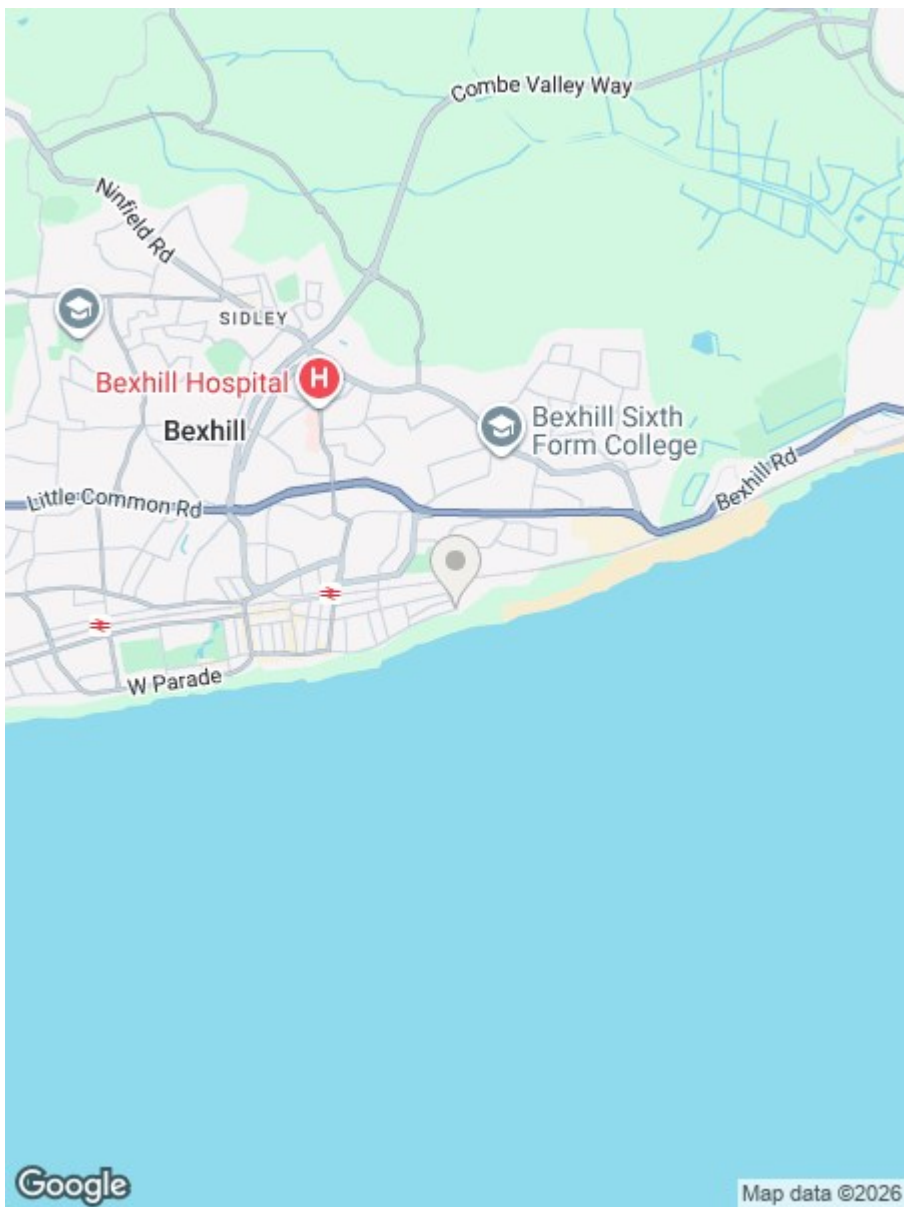 Combe Valley Way
Ninfield Rd
SIDLEY
Bexhill Hospital H
Bexhill
Bexhill Sixth
Form College
Bexhill Rd
Little Common Rd
W Parade
Google
Map data ©2026